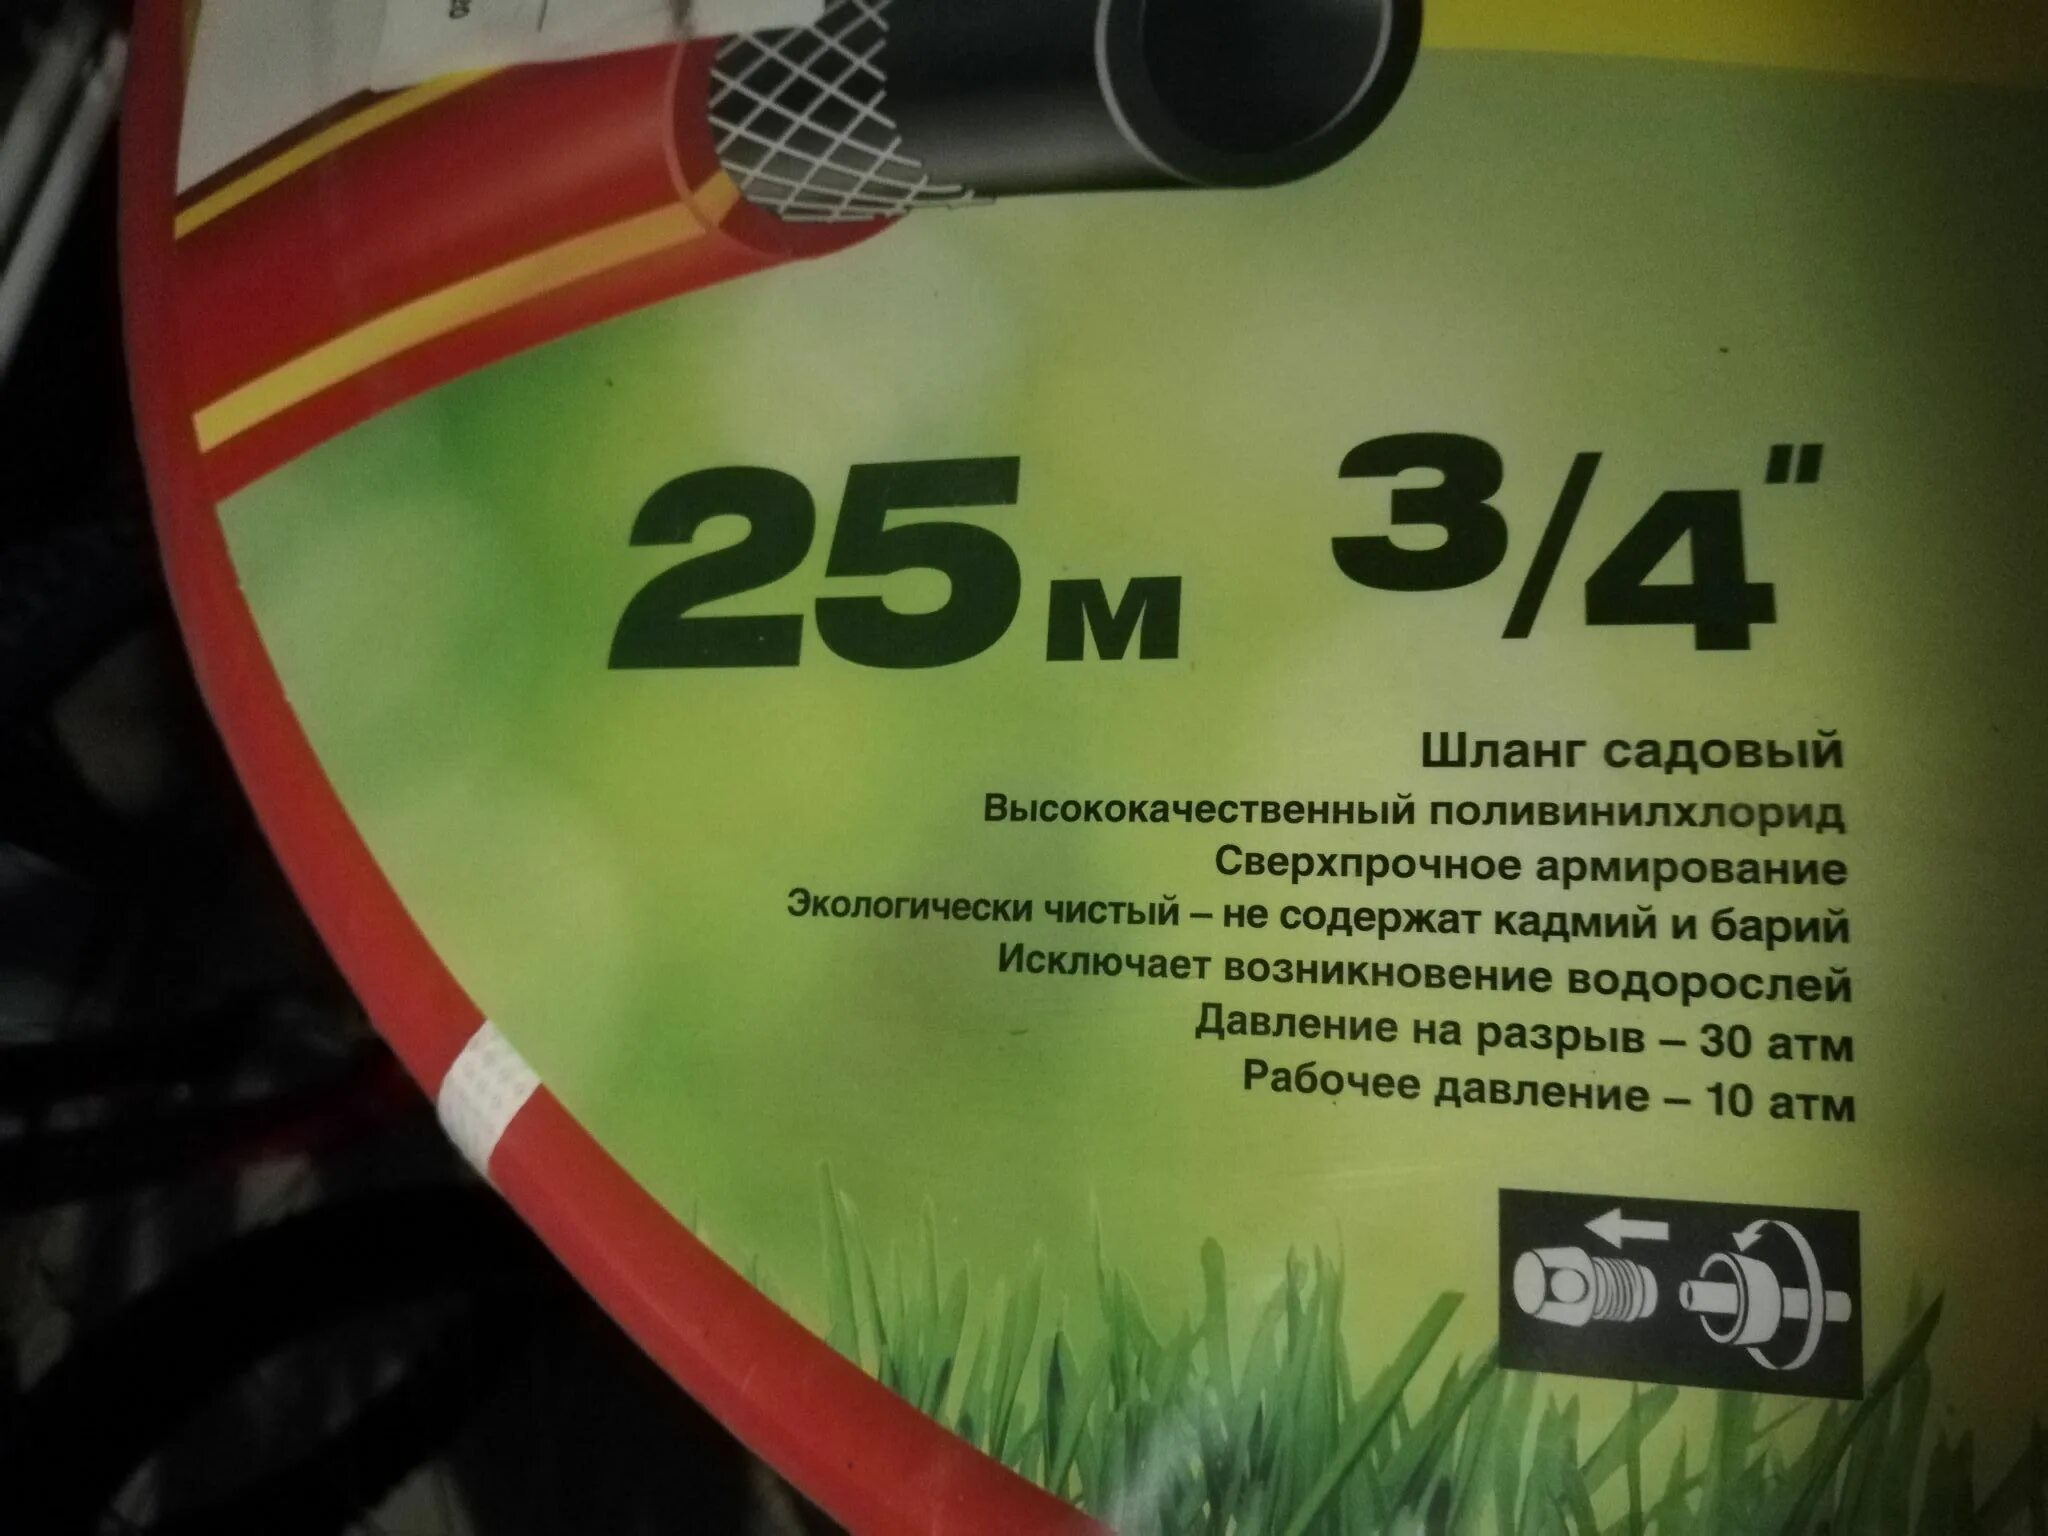 25м 3/4"
Шланг садовый
Высококачественный поливинилхлорид
Сверхпрочное армирование
Экологически чистый – не содержат кадмий и барий
Исключает возникновение водорослей
Давление на разрыв – 30 атм
Рабочее давление – 10 атм